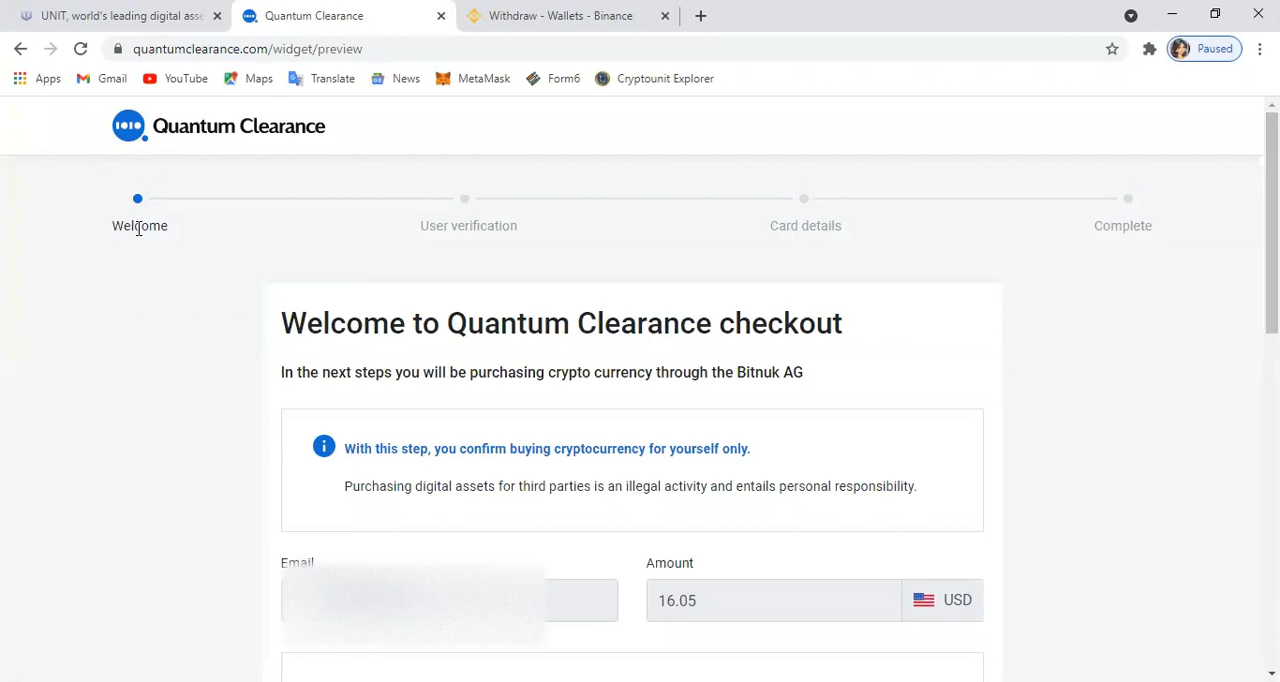 UNIT, world's leading digital asse
Quantum Clearance
Withdraw - Wallets - Binance
quantumclearance.com/widget/preview
Paused
Apps
Gmail
YouTube
Maps
Translate
News
MetaMask
Form6
Cryptounit Explorer
1010 Quantum Clearance
Welcome
User verification
Card details
Complete
Welcome to Quantum Clearance checkout
In the next steps you will be purchasing crypto currency through the Bitnuk AG
With this step, you confirm buying cryptocurrency for yourself only.
Purchasing digital assets for third parties is an illegal activity and entails personal responsibility.
Email
Amount
16.05
USD